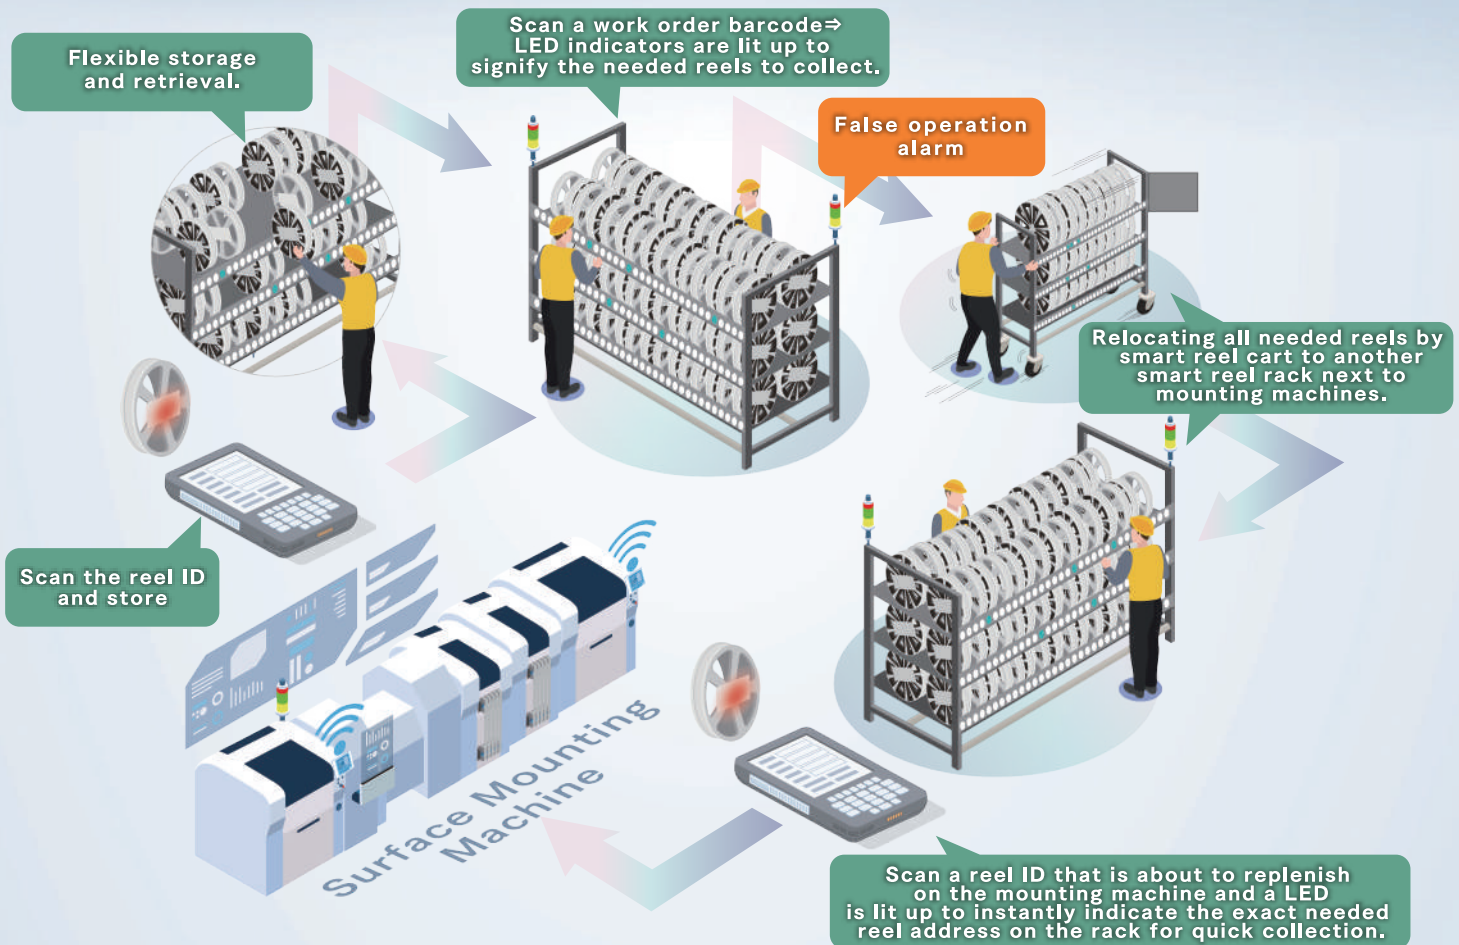 Flexible storage
and retrieval.
Scan a work order barcode⇒
LED indicators are lit up to
signify the needed reels to collect.
False operation
alarm
Relocating all needed reels by
smart reel cart to another
smart reel rack next to
mounting machines.
Scan the reel ID
and store
Surface Mounting
Machine
Scan a reel ID that is about to replenish
on the mounting machine and a LED
is lit up to instantly indicate the exact needed
reel address on the rack for quick collection.